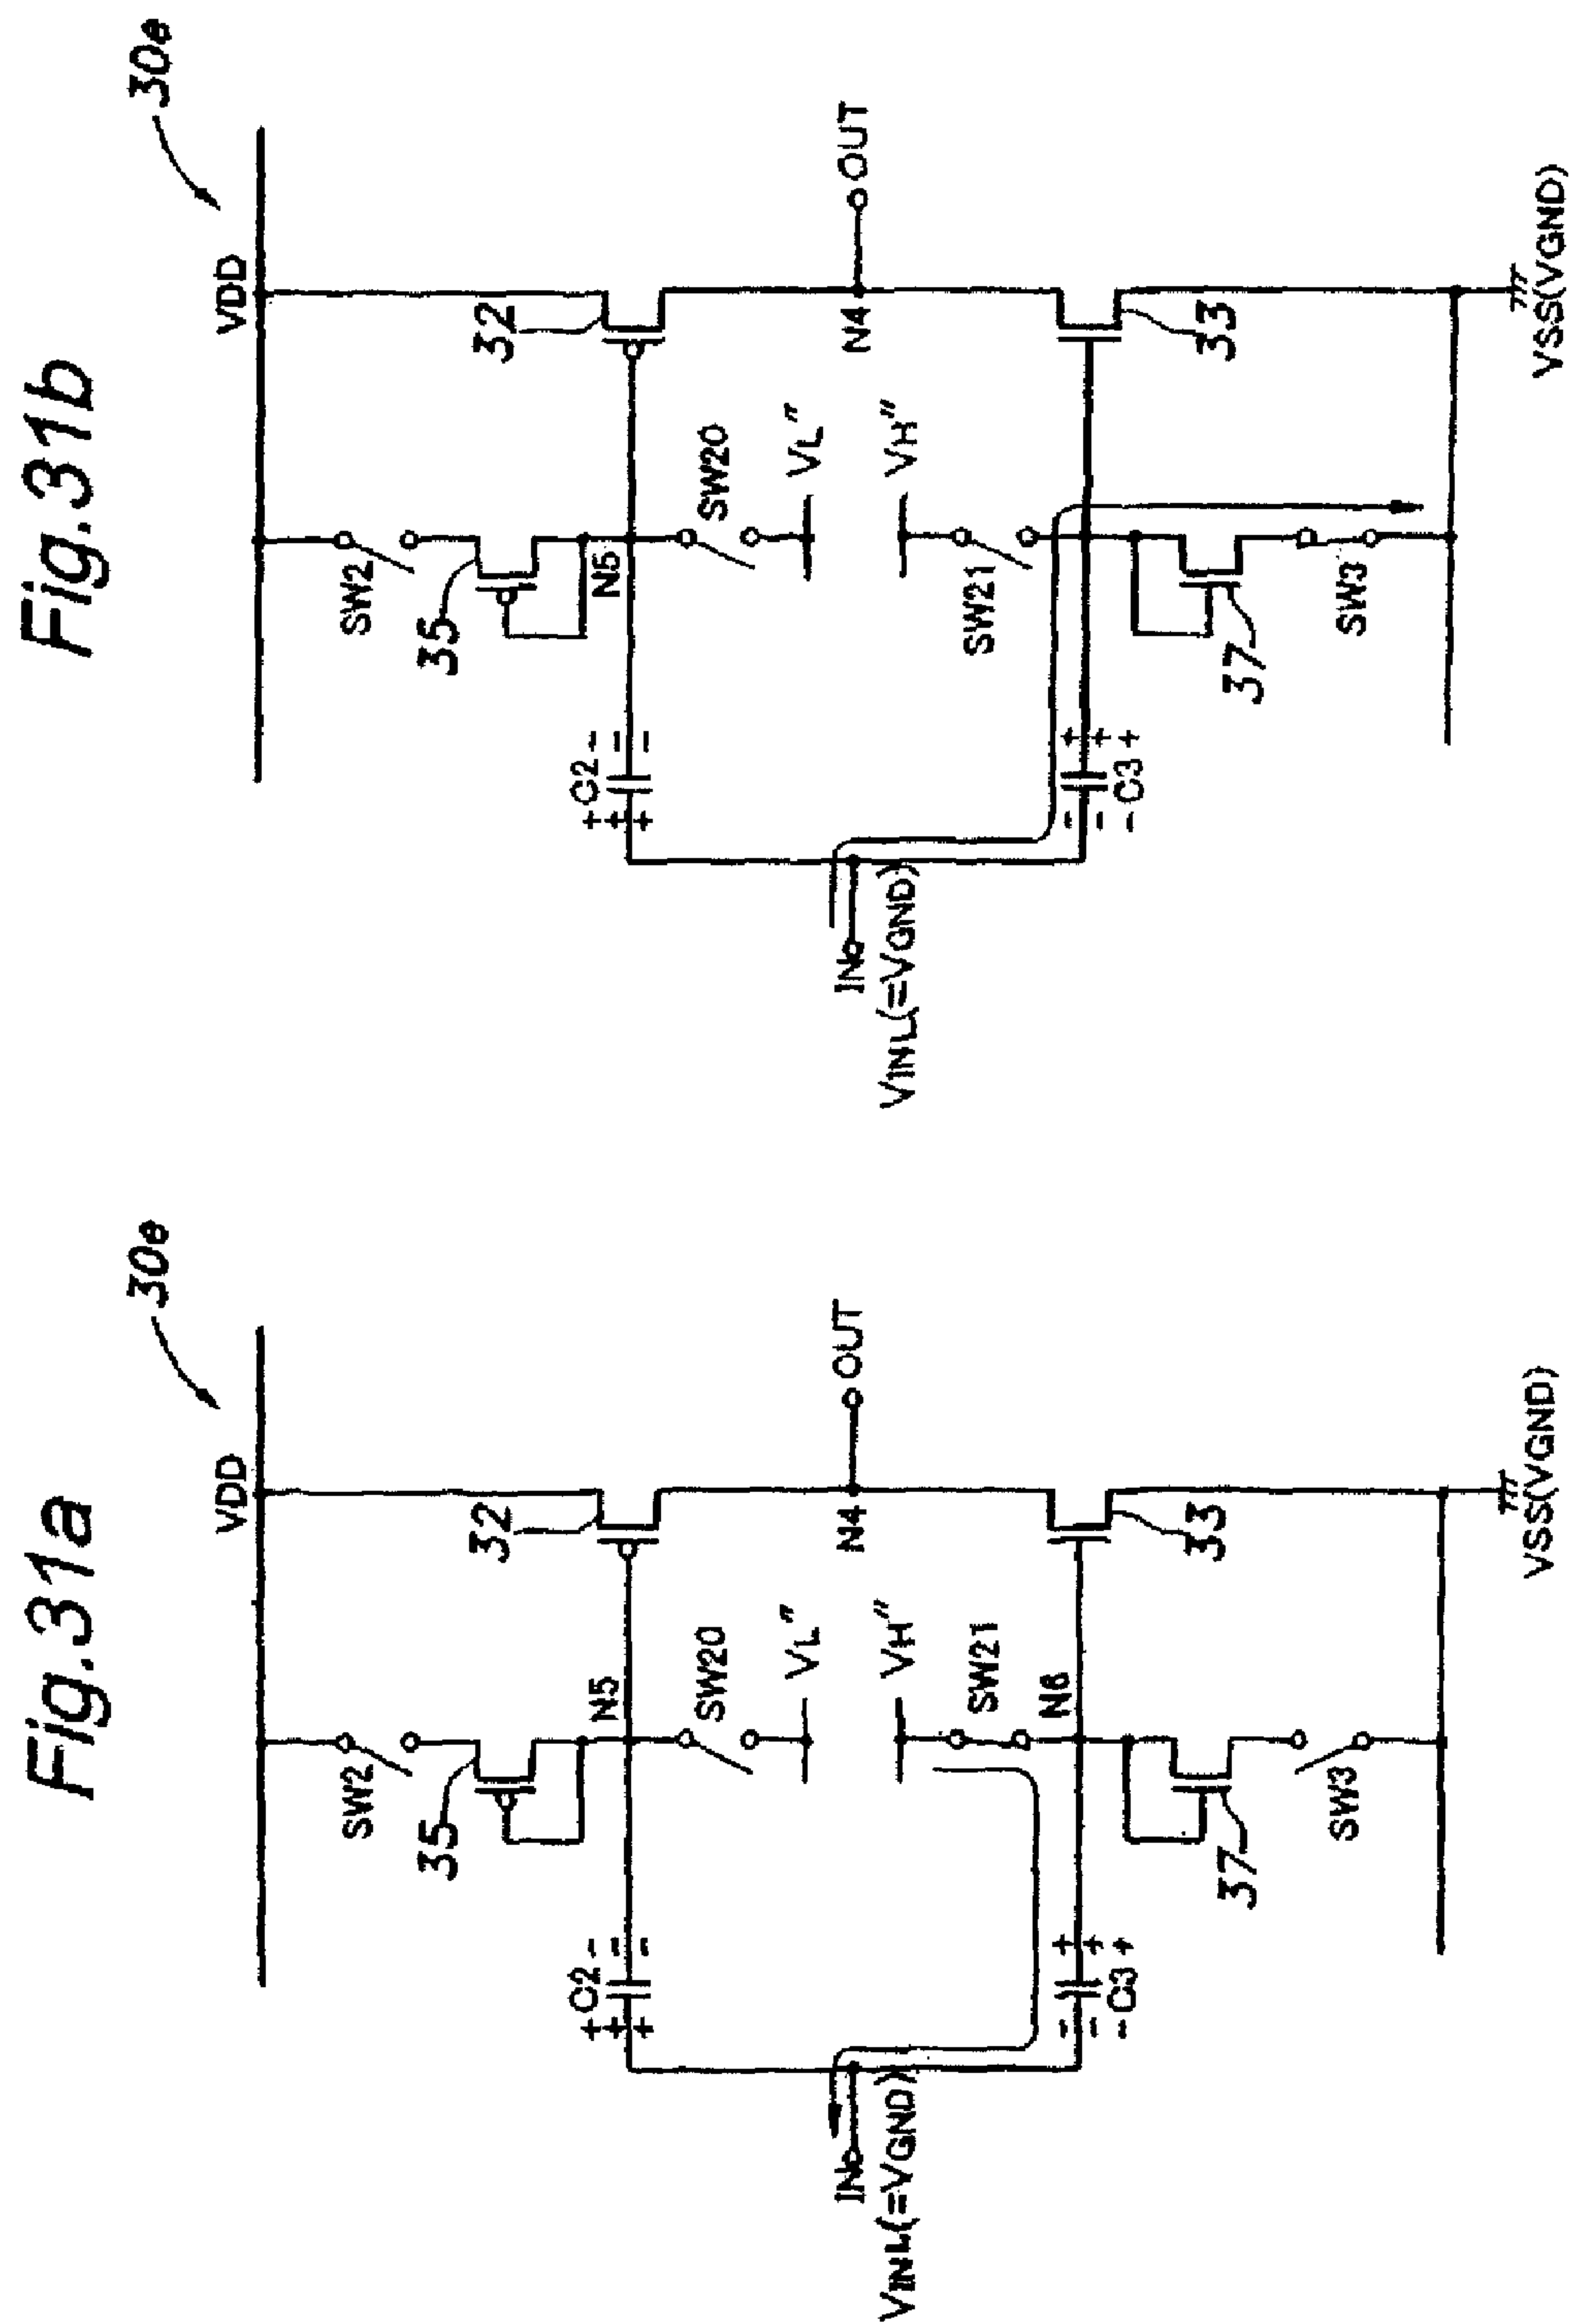 Fig.31a
30e
VDD
SW2
35
32
C2
+ + +
- - -
N5
SW20
VL"
N4
OUT
VH"
SW21
N6
IN
VINL(=VGND)
C3
- - -
+ + +
37
33
SW3
VSS(VGND)
Fig.31b
30e
VDD
SW2
35
32
C2
+ + +
- - -
N5
SW20
VL"
N4
OUT
VH"
SW21
IN
VINL(=VGND)
C3
- - -
+ + +
37
33
SW3
VSS(VGND)